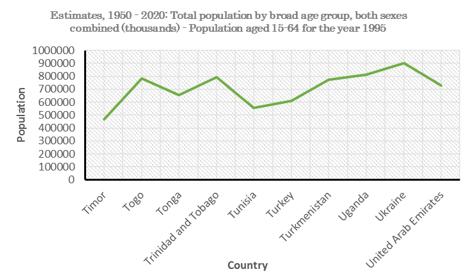 Estimates, 1950 - 2020: Total population by broad age group, both sexes
combined (thousands) - Population aged 15-64 for the year 1995
Population
1000000
900000
800000
700000
600000
500000
400000
300000
200000
100000
0
Timor
Togo
Tonga
Trinidad and Tobago
Tunisia
Turkey
Turkmenistan
Uganda
Ukraine
United Arab Emirates
Country